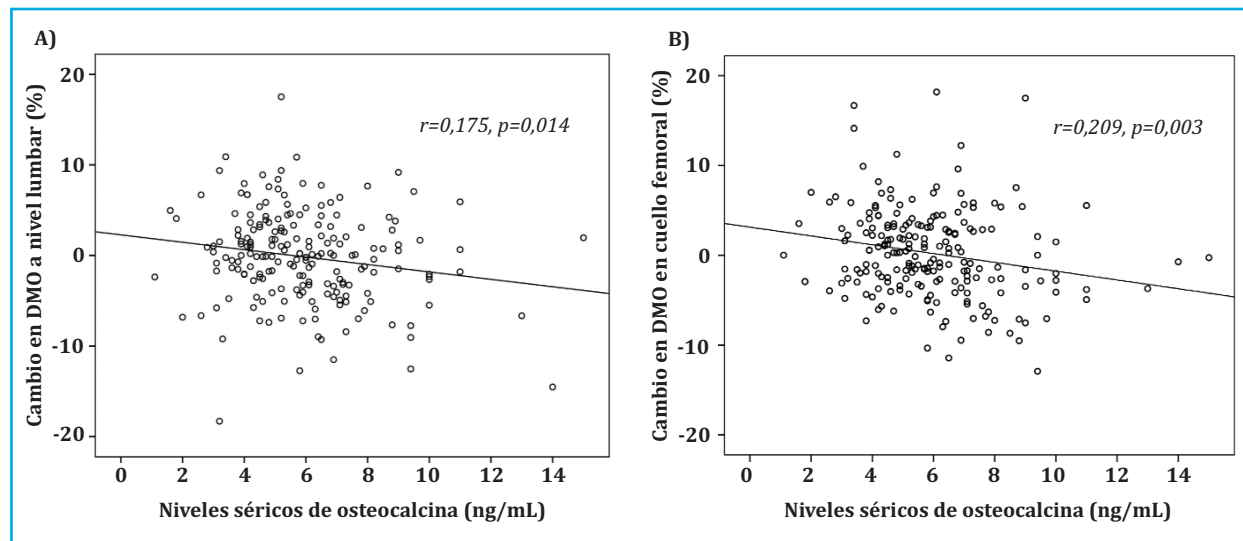 A)
Cambio en DMO a nivel lumbar (%)
20
10
0
-10
-20
r=0,175, p=0,014
0 2 4 6 8 10 12 14
Niveles séricos de osteocalcina (ng/mL)
B)
Cambio en DMO en cuello femoral (%)
20
10
0
-10
-20
r=0,209, p=0,003
0 2 4 6 8 10 12 14
Niveles séricos de osteocalcina (ng/mL)